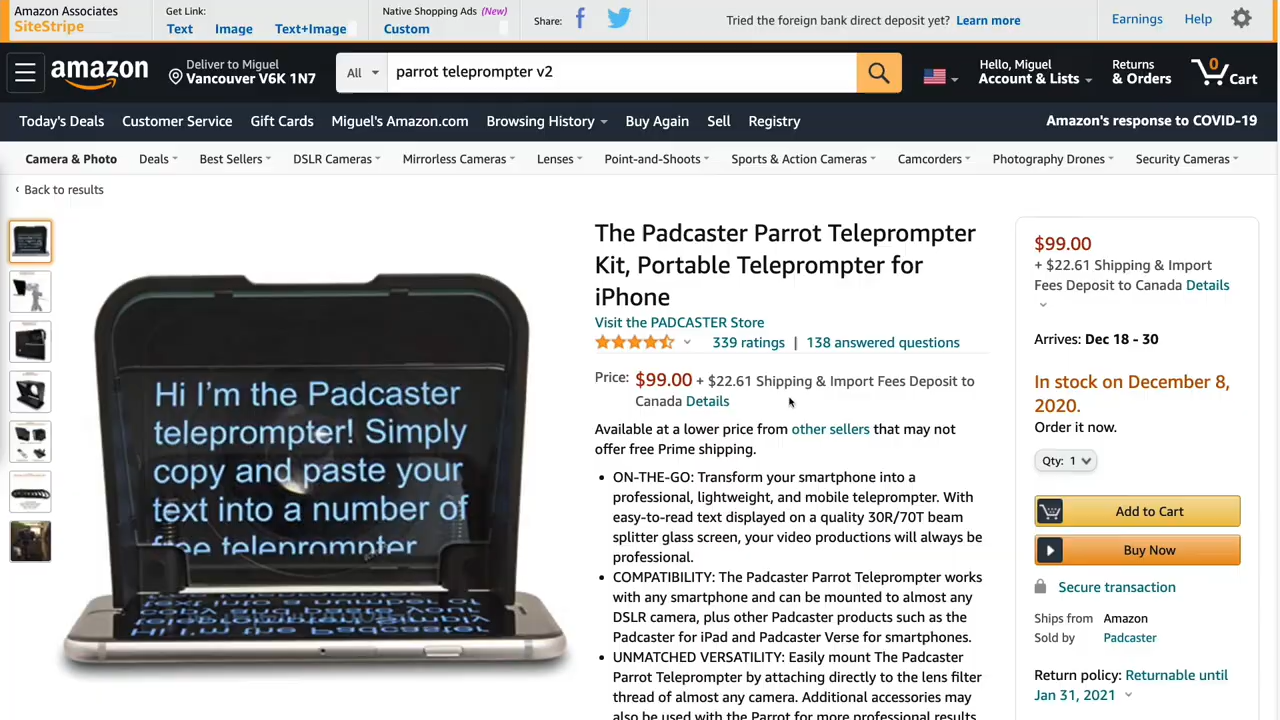 Amazon Associates
SiteStripe
Get Link:
Text Image Text+Image
Native Shopping Ads (New)
Custom
Share:
Tried the foreign bank direct deposit yet? Learn more
Earnings Help
amazon
Deliver to Miguel
Vancouver V6K 1N7
All
parrot teleprompter v2
Hello, Miguel
Account & Lists
Returns
& Orders
0
Cart
Today's Deals Customer Service Gift Cards Miguel's Amazon.com Browsing History Buy Again Sell Registry
Amazon's response to COVID-19
Camera & Photo Deals Best Sellers DSLR Cameras Mirrorless Cameras Lenses Point-and-Shoots Sports & Action Cameras Camcorders Photography Drones Security Cameras
‹ Back to results
Hi I'm the Padcaster
teleprompter! Simply
copy and paste your
text into a number of
free teleprompter
The Padcaster Parrot Teleprompter
Kit, Portable Teleprompter for
iPhone
Visit the PADCASTER Store
339 ratings | 138 answered questions
Price: $99.00 + $22.61 Shipping & Import Fees Deposit to
Canada Details
Available at a lower price from other sellers that may not
offer free Prime shipping.
• ON-THE-GO: Transform your smartphone into a
professional, lightweight, and mobile teleprompter. With
easy-to-read text displayed on a quality 30R/70T beam
splitter glass screen, your video productions will always be
professional.
• COMPATIBILITY: The Padcaster Parrot Teleprompter works
with any smartphone and can be mounted to almost any
DSLR camera, plus other Padcaster products such as the
Padcaster for iPad and Padcaster Verse for smartphones.
• UNMATCHED VERSATILITY: Easily mount The Padcaster
Parrot Teleprompter by attaching directly to the lens filter
thread of almost any camera. Additional accessories may
also be used with the Parrot for more professional results
$99.00
+ $22.61 Shipping & Import
Fees Deposit to Canada Details
Arrives: Dec 18 - 30
In stock on December 8,
2020.
Order it now.
Qty: 1
Add to Cart
Buy Now
Secure transaction
Ships from Amazon
Sold by Padcaster
Return policy: Returnable until
Jan 31, 2021